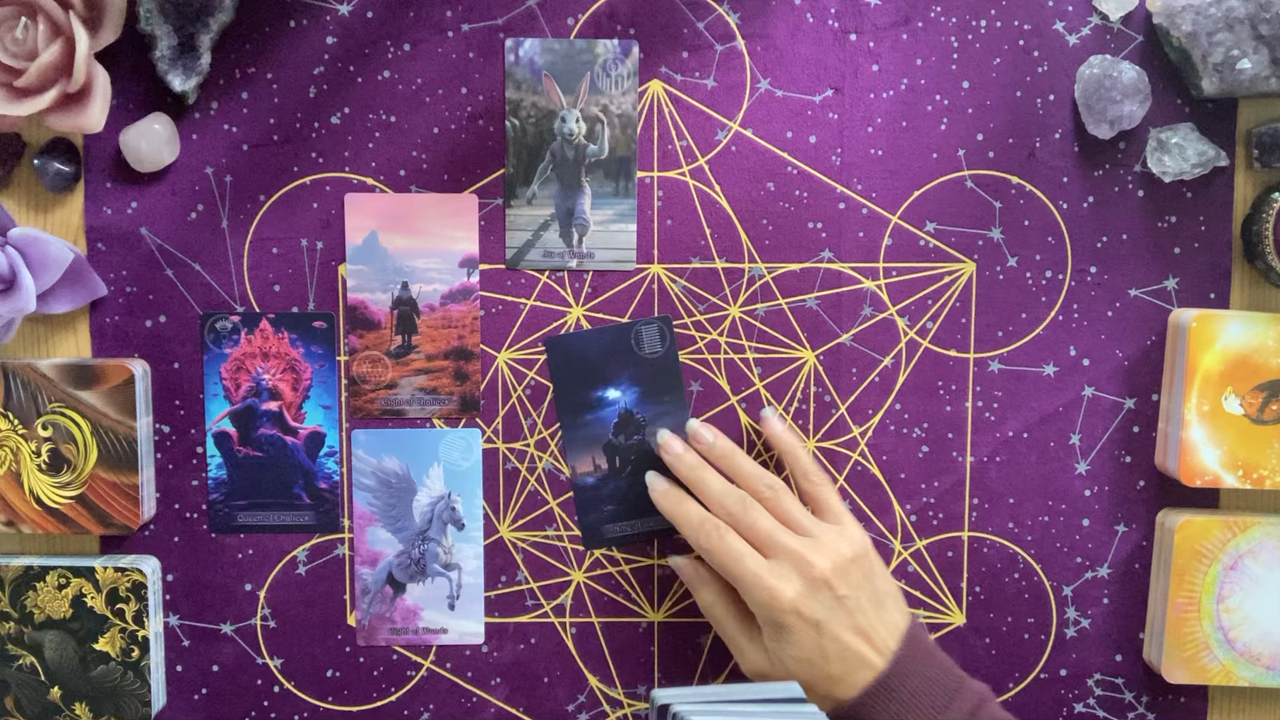 Six of Wands
Eight of Chalices
Queen of Chalices
Eight of Wands